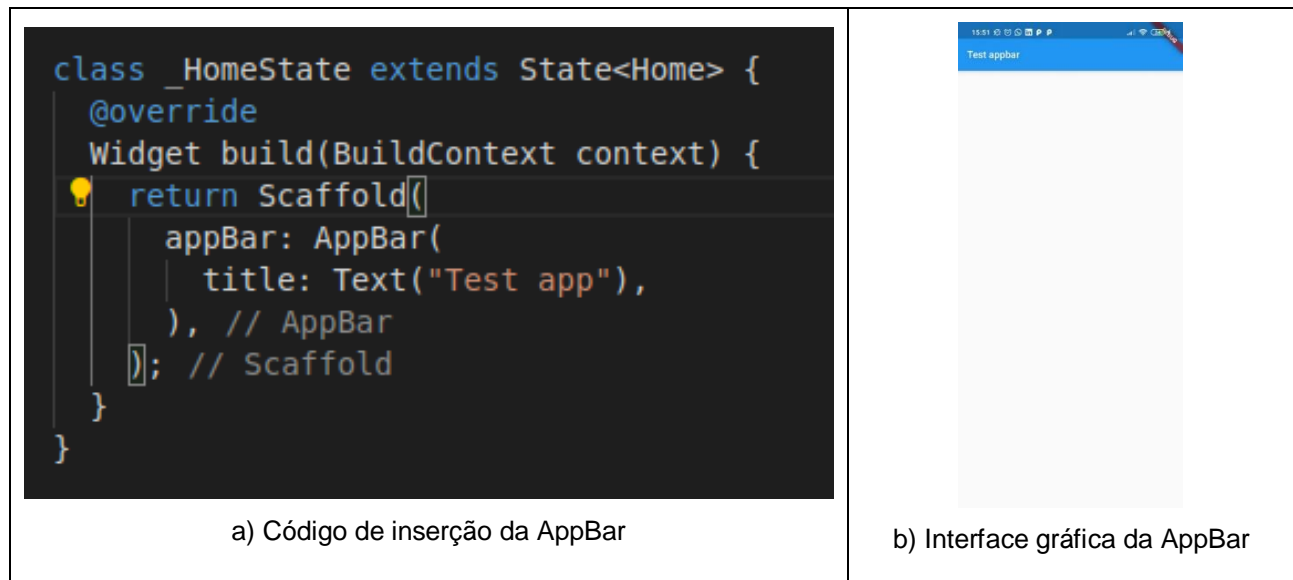 class _HomeState extends State<Home> {
@override
Widget build(BuildContext context) {
return Scaffold(
appBar: AppBar(
title: Text("Test app"),
), // AppBar
); // Scaffold
}
}
a) Código de inserção da AppBar
15:51
Test appbar
b) Interface gráfica da AppBar